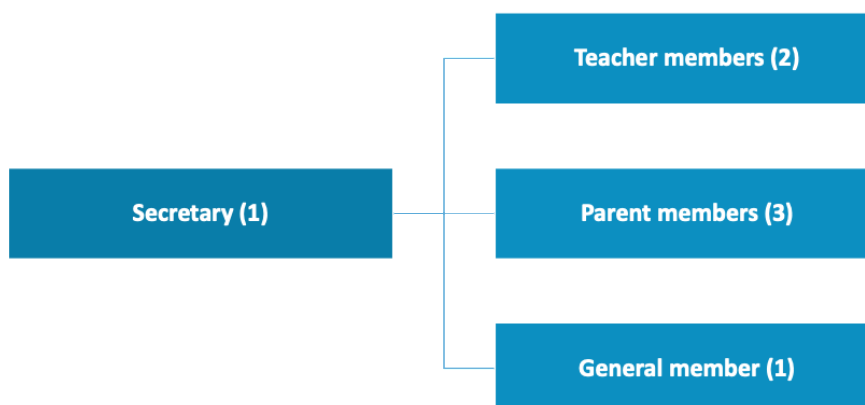 Teacher members (2)
Secretary (1)
Parent members (3)
General member (1)